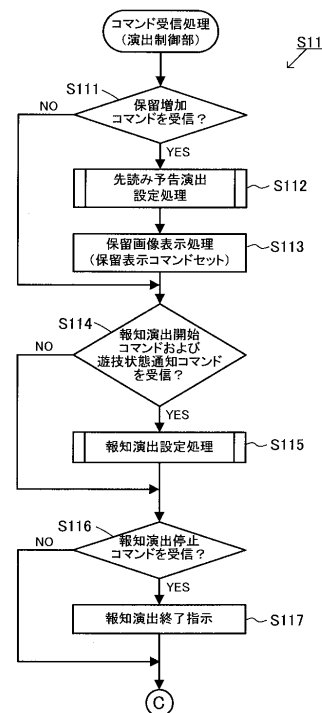 コマンド受信処理
(演出制御部)
S11
S111
NO
保留増加
コマンドを受信?
YES
先読み予告演出
設定処理
S112
保留画像表示処理
(保留表示コマンドセット)
S113
S114
NO
報知演出開始
コマンドおよび
遊技状態通知コマンド
を受信?
YES
報知演出設定処理
S115
S116
NO
報知演出停止
コマンドを受信?
YES
報知演出終了指示
S117
C